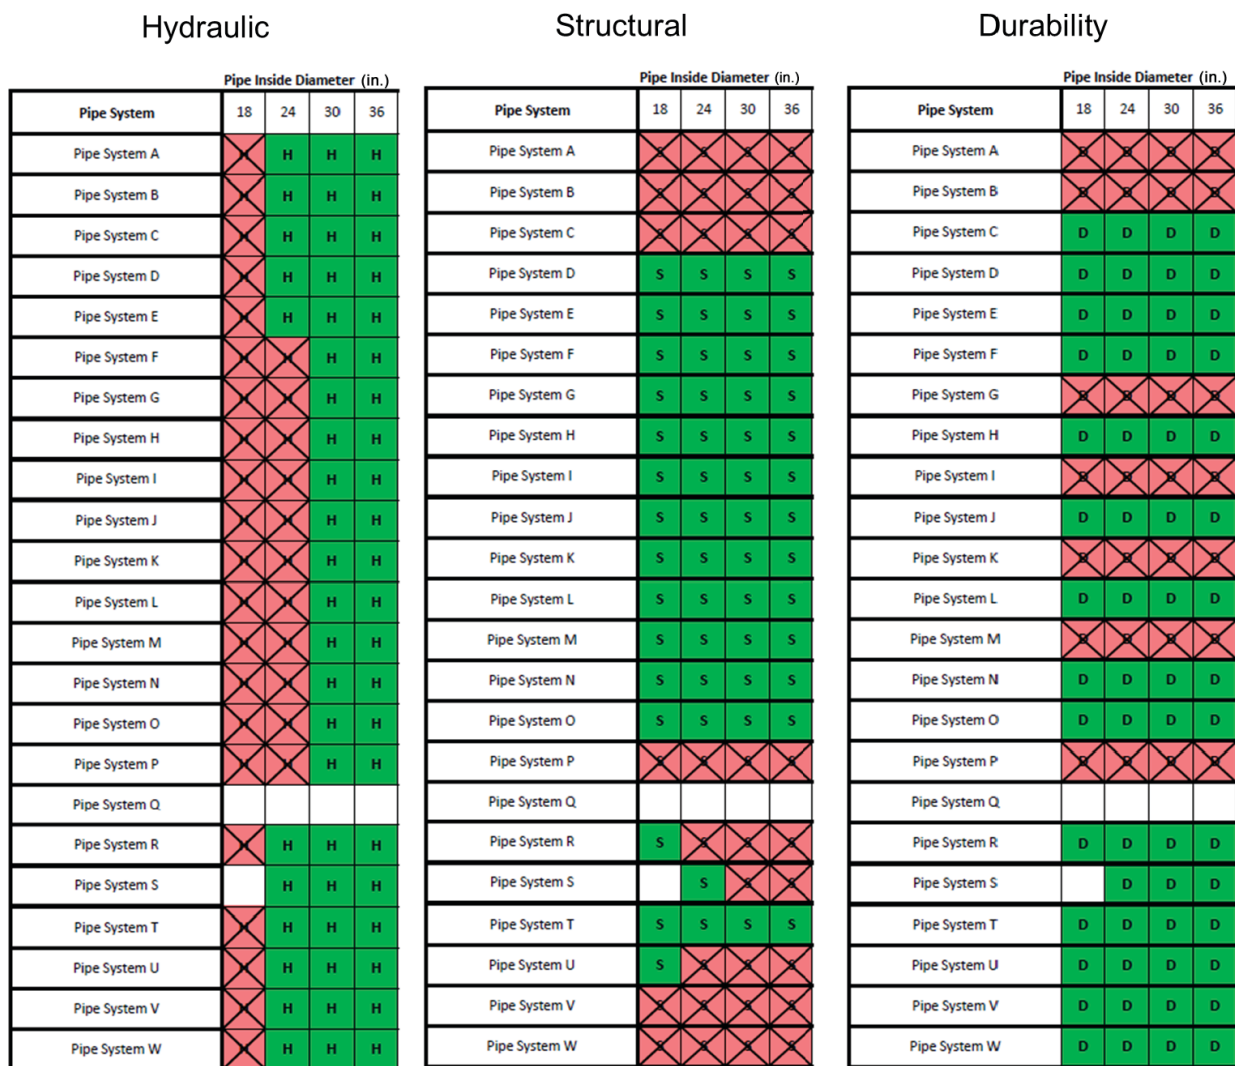 Hydraulic Structural Durability
Pipe Inside Diameter (in.) Pipe Inside Diameter (in.) Pipe Inside Diameter (in.)
Pipe System 18 24 30 36 Pipe System 18 24 30 36 Pipe System 18 24 30 36
Pipe System A H H H H Pipe System A S S S S Pipe System A D D D D
Pipe System B H H H H Pipe System B S S S S Pipe System B D D D D
Pipe System C H H H H Pipe System C S S S S Pipe System C D D D D
Pipe System D H H H H Pipe System D S S S S Pipe System D D D D D
Pipe System E H H H H Pipe System E S S S S Pipe System E D D D D
Pipe System F H H H H Pipe System F S S S S Pipe System F D D D D
Pipe System G H H H H Pipe System G S S S S Pipe System G D D D D
Pipe System H H H H H Pipe System H S S S S Pipe System H D D D D
Pipe System I H H H H Pipe System I S S S S Pipe System I D D D D
Pipe System J H H H H Pipe System J S S S S Pipe System J D D D D
Pipe System K H H H H Pipe System K S S S S Pipe System K D D D D
Pipe System L H H H H Pipe System L S S S S Pipe System L D D D D
Pipe System M H H H H Pipe System M S S S S Pipe System M D D D D
Pipe System N H H H H Pipe System N S S S S Pipe System N D D D D
Pipe System O H H H H Pipe System O S S S S Pipe System O D D D D
Pipe System P H H H H Pipe System P S S S S Pipe System P D D D D
Pipe System Q Pipe System Q Pipe System Q
Pipe System R H H H H Pipe System R S S S S Pipe System R D D D D
Pipe System S H H H Pipe System S S S S Pipe System S D D D
Pipe System T H H H H Pipe System T S S S S Pipe System T D D D D
Pipe System U H H H H Pipe System U S S S S Pipe System U D D D D
Pipe System V H H H H Pipe System V S S S S Pipe System V D D D D
Pipe System W H H H H Pipe System W S S S S Pipe System W D D D D